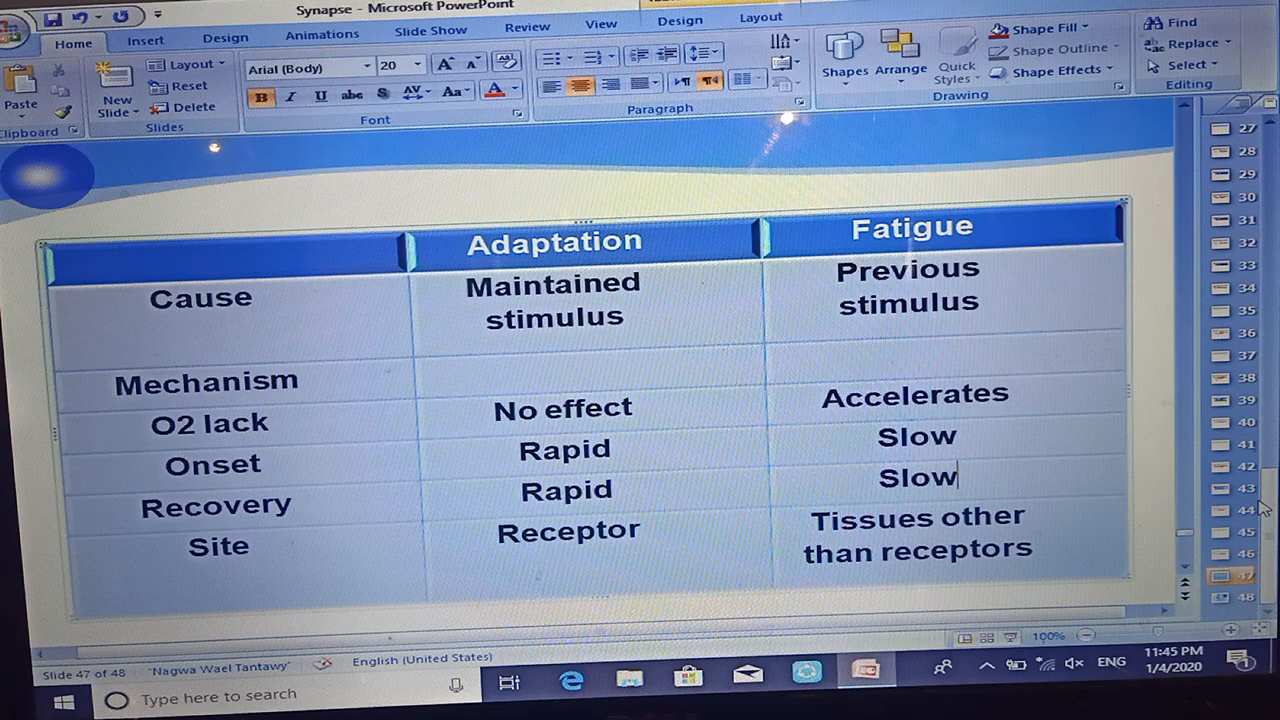 Synapse - Microsoft PowerPoint
Home Insert Design Animations Slide Show Review View Design Layout
Paste
Clipboard
New Slide
Layout
Reset
Delete
Slides
Arial (Body) 20
B I U abc S AV Aa A
Font
Paragraph
Shapes Arrange Quick Styles
Shape Fill
Shape Outline
Shape Effects
Drawing
Find
Replace
Select
Editing
Adaptation Fatigue
Cause Maintained stimulus Previous stimulus
Mechanism
O2 lack No effect Accelerates
Onset Rapid Slow
Recovery Rapid Slow
Site Receptor Tissues other than receptors
27
28
29
30
31
32
33
34
35
36
37
38
39
40
41
42
43
44
45
46
47
48
Slide 47 of 48 "Nagwa Wael Tantawy" English (United States) 100%
Type here to search
ENG
11:45 PM
1/4/2020
1